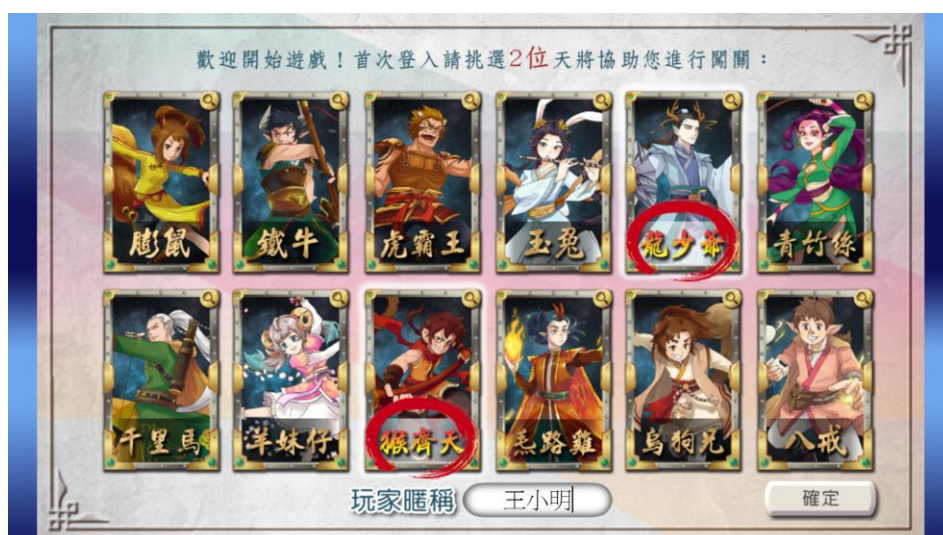 歡迎開始遊戲!首次登入請挑選2位天將協助您進行闖關:
膨鼠 鐵牛 虎霸王 玉兔 龍少爺 青竹絲
千里馬 羊妹仔 猴齊天 炁路雞 烏狗兄 八戒
玩家暱稱 王小明 確定